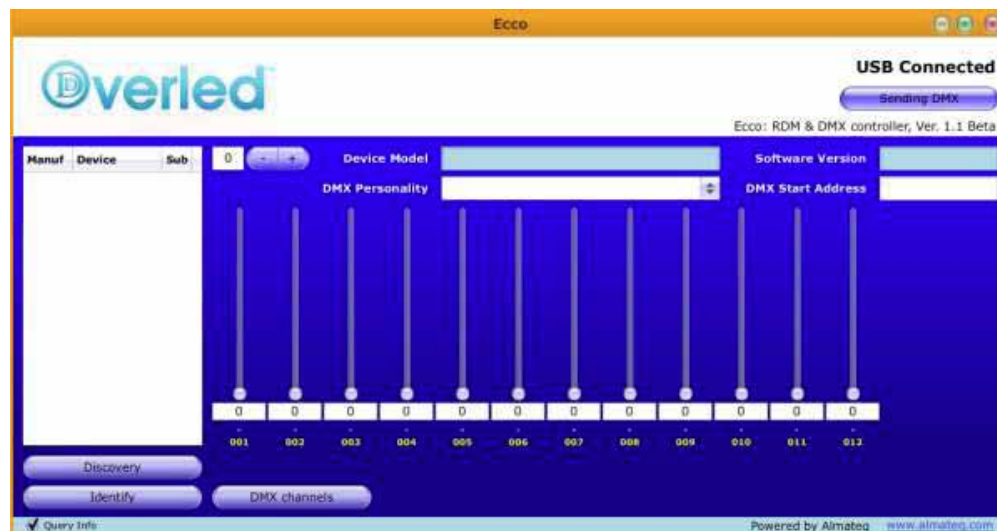 Ecco
Dverled™
USB Connected
Sending DMX
Ecco: RDM & DMX controller, Ver. 1.1 Beta
Manuf Device Sub
0 - + Device Model Software Version
DMX Personality DMX Start Address
0 0 0 0 0 0 0 0 0 0 0 0
- - - - - - - - - - - -
001 002 003 004 005 006 007 008 009 010 011 012
Discovery
Identify DMX channels
Query Info Powered by Almateq www.almateq.com